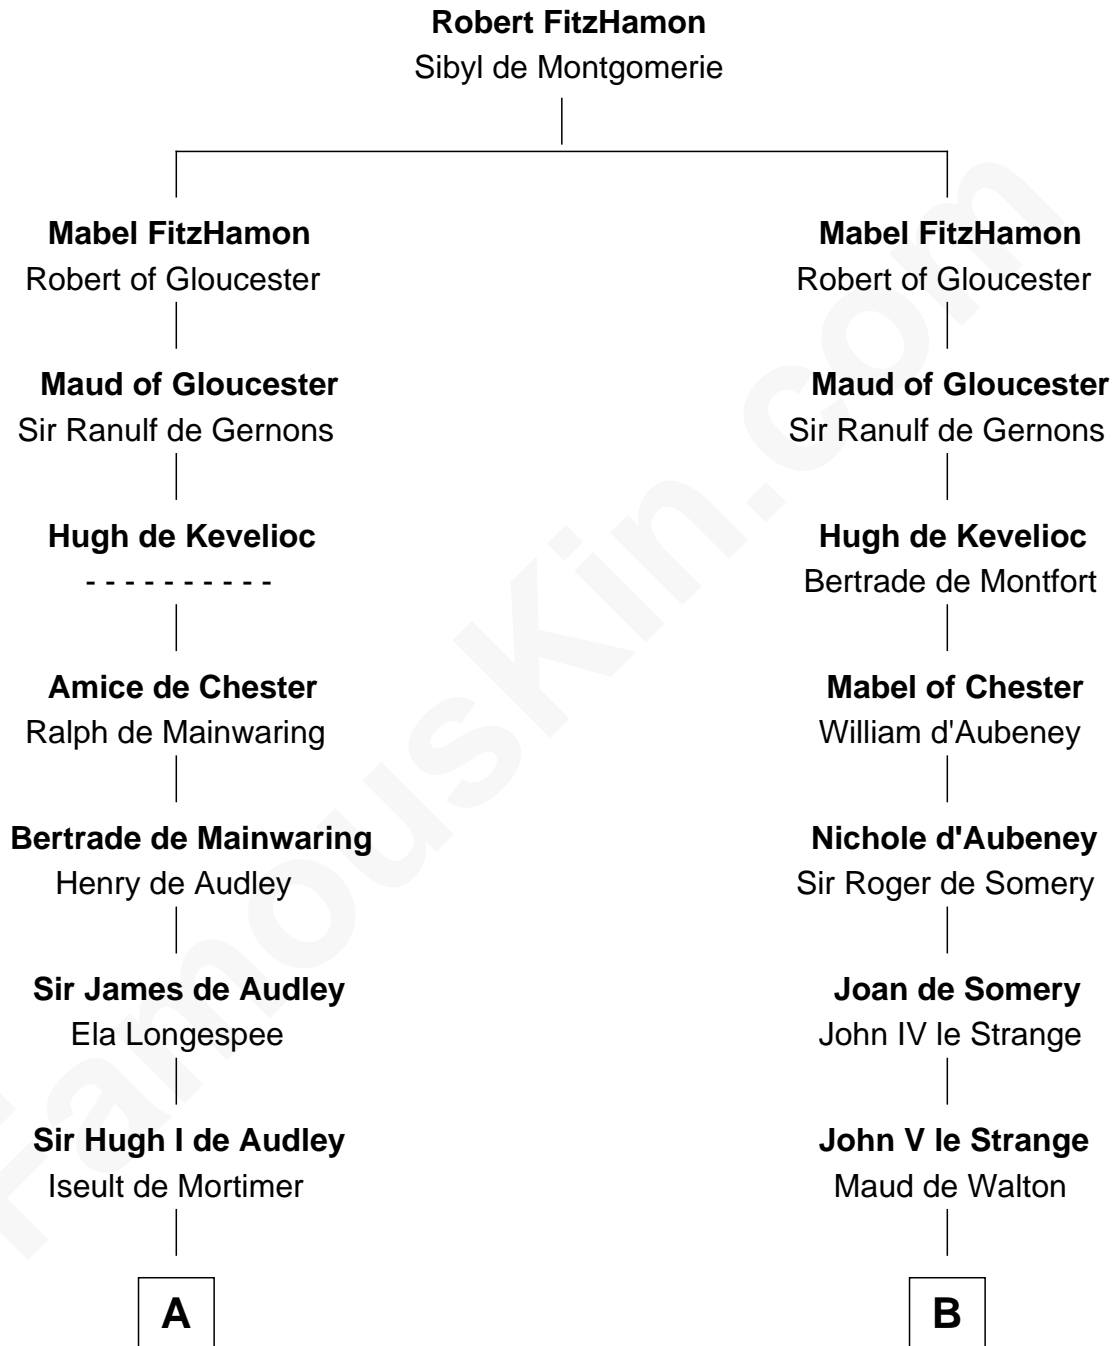 Robert FitzHamon
Sibyl de Montgomerie
Mabel FitzHamon
Robert of Gloucester
Maud of Gloucester
Sir Ranulf de Gernons
Hugh de Kevelioc
- - - - - - - - - -
Amice de Chester
Ralph de Mainwaring
Bertrade de Mainwaring
Henry de Audley
Sir James de Audley
Ela Longespee
Sir Hugh I de Audley
Iseult de Mortimer
A
Mabel FitzHamon
Robert of Gloucester
Maud of Gloucester
Sir Ranulf de Gernons
Hugh de Kevelioc
Bertrade de Montfort
Mabel of Chester
William d'Aubeney
Nichole d'Aubeney
Sir Roger de Somery
Joan de Somery
John IV le Strange
John V le Strange
Maud de Walton
B
FamousKin.com